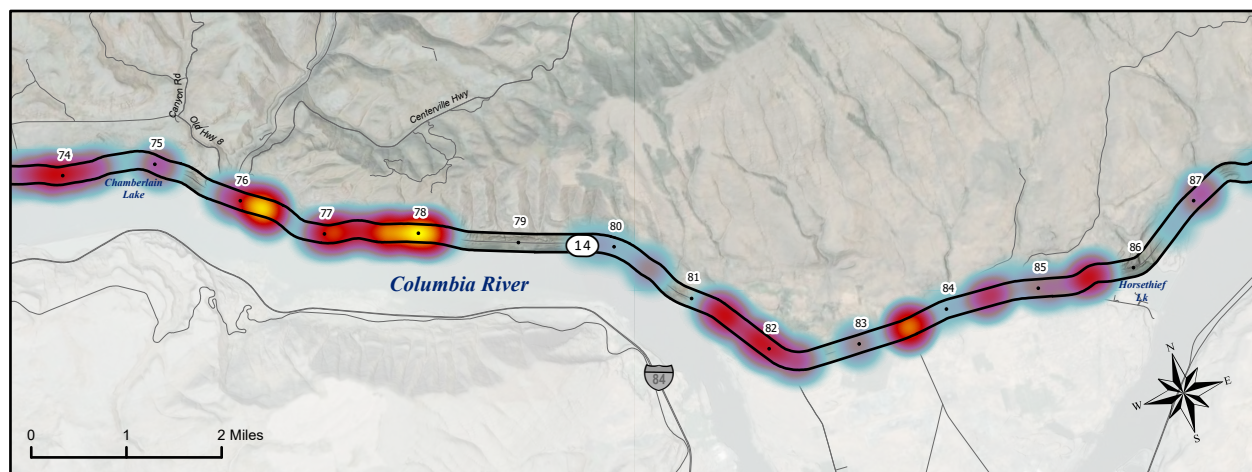 Canyon Rd
Old Hwy 8
Centerville Hwy
74
75
Chamberlain
Lake
76
77
78
79
14
80
81
82
83
84
85
86
87
Horsethief
Lk
Columbia River
84
N
E
W
S
0
1
2 Miles